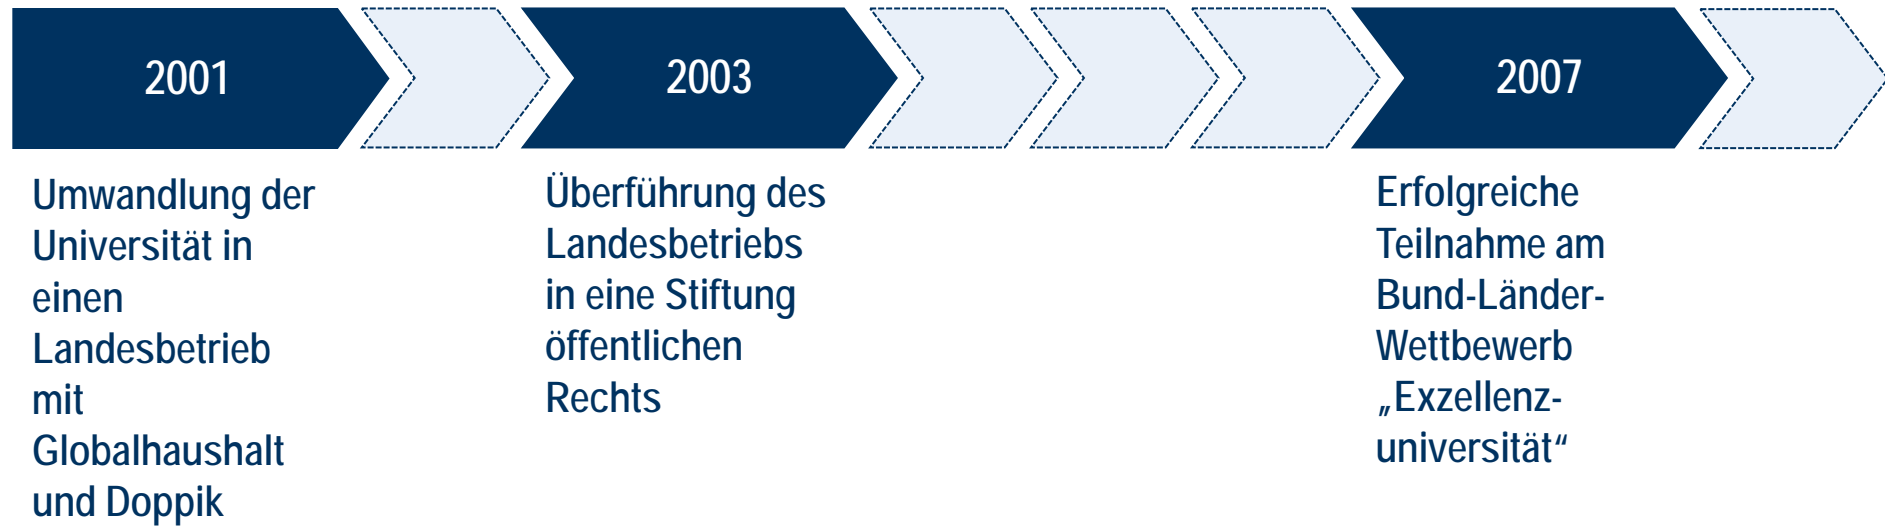 2001
2003
2007
Umwandlung der
Universität in
einen
Landesbetrieb
mit
Globalhaushalt
und Doppik
Überführung des
Landesbetriebs
in eine Stiftung
öffentlichen
Rechts
Erfolgreiche
Teilnahme am
Bund-Länder-
Wettbewerb
„Exzellenz-
universität“